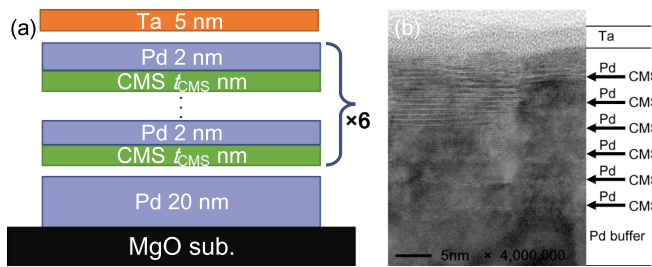 (a)
Ta 5 nm
Pd 2 nm
CMS tCMS nm
Pd 2 nm
CMS tCMS nm
×6
Pd 20 nm
MgO sub.
(b)
5nm × 4,000,000
Ta
Pd
CMS
Pd
CMS
Pd
CMS
Pd
CMS
Pd
CMS
Pd
CMS
Pd buffer